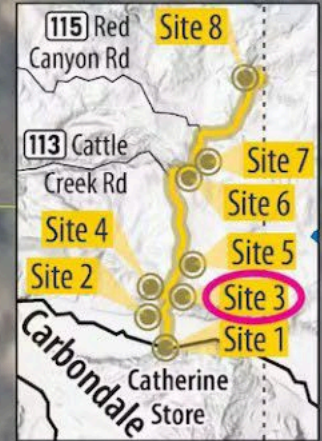 115 Red
Canyon Rd
Site 8
113 Cattle
Creek Rd
Site 7
Site 6
Site 4
Site 5
Site 2
Site 3
Site 1
Carbondale
Catherine
Store